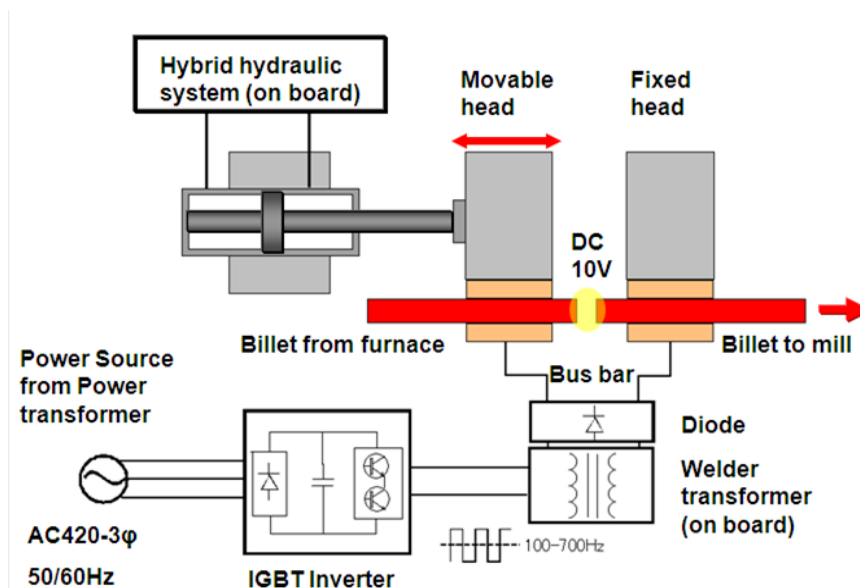 Hybrid hydraulic
system (on board)
Movable
head
Fixed
head
DC
10V
Billet from furnace
Billet to mill
Power Source
from Power
transformer
Bus bar
Diode
Welder
transformer
(on board)
100-700Hz
AC420-3φ
50/60Hz
IGBT Inverter